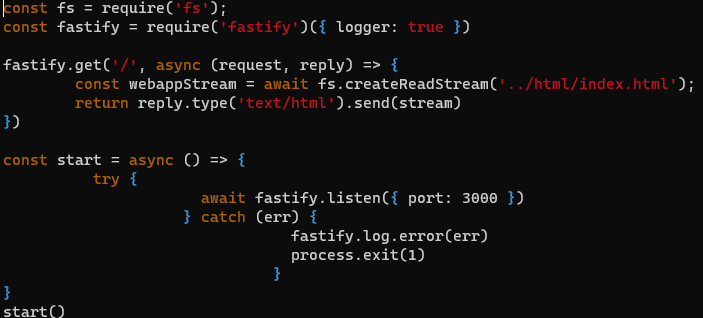 const fs = require('fs');
const fastify = require('fastify')({ logger: true })
fastify.get('/', async (request, reply) => {
        const webappStream = await fs.createReadStream('../html/index.html');
        return reply.type('text/html').send(stream)
})
const start = async () => {
          try {
                      await fastify.listen({ port: 3000 })
                    } catch (err) {
                                fastify.log.error(err)
                                process.exit(1)
                              }
}
start()